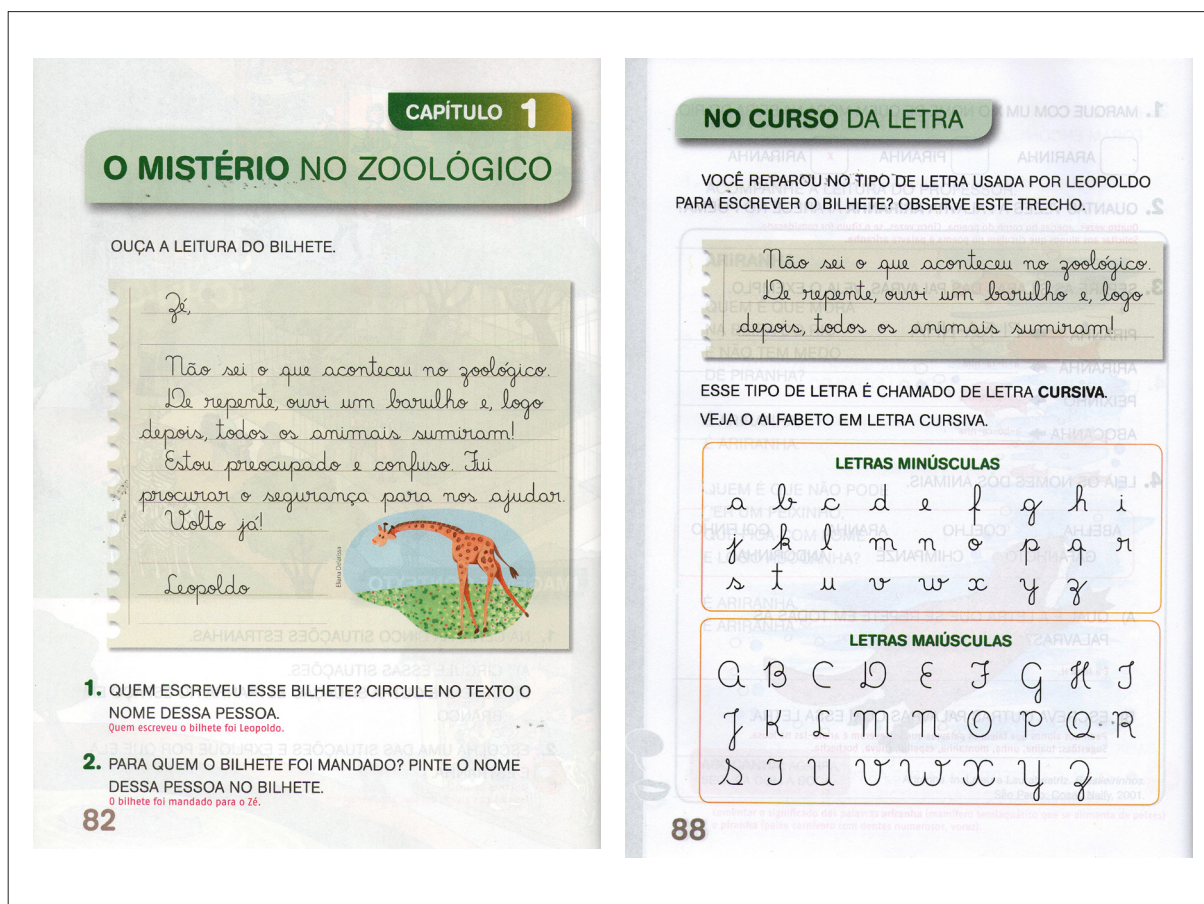 CAPÍTULO 1
O MISTÉRIO NO ZOOLÓGICO
OUÇA A LEITURA DO BILHETE.
Zé,
Não sei o que aconteceu no zoológico.
De repente, ouvi um barulho e, logo
depois, todos os animais sumiram!
Estou preocupado e confuso. Fui
procurar o segurança para nos ajudar.
Volto já!
Leopoldo
1. QUEM ESCREVEU ESSE BILHETE? CIRCULE NO TEXTO O
NOME DESSA PESSOA.
Quem escreveu o bilhete foi Leopoldo.
2. PARA QUEM O BILHETE FOI MANDADO? PINTE O NOME
DESSA PESSOA NO BILHETE.
O bilhete foi mandado para o Zé.
82
NO CURSO DA LETRA
VOCÊ REPAROU NO TIPO DE LETRA USADA POR LEOPOLDO
PARA ESCREVER O BILHETE? OBSERVE ESTE TRECHO.
Não sei o que aconteceu no zoológico.
De repente, ouvi um barulho e, logo
depois, todos os animais sumiram!
ESSE TIPO DE LETRA É CHAMADO DE LETRA CURSIVA.
VEJA O ALFABETO EM LETRA CURSIVA.
LETRAS MINÚSCULAS
a b c d e f g h i
j k l m n o p q r
s t u v w x y z
LETRAS MAIÚSCULAS
A B C D E F G H I
J K L M N O P Q R
S T U V W X Y Z
88